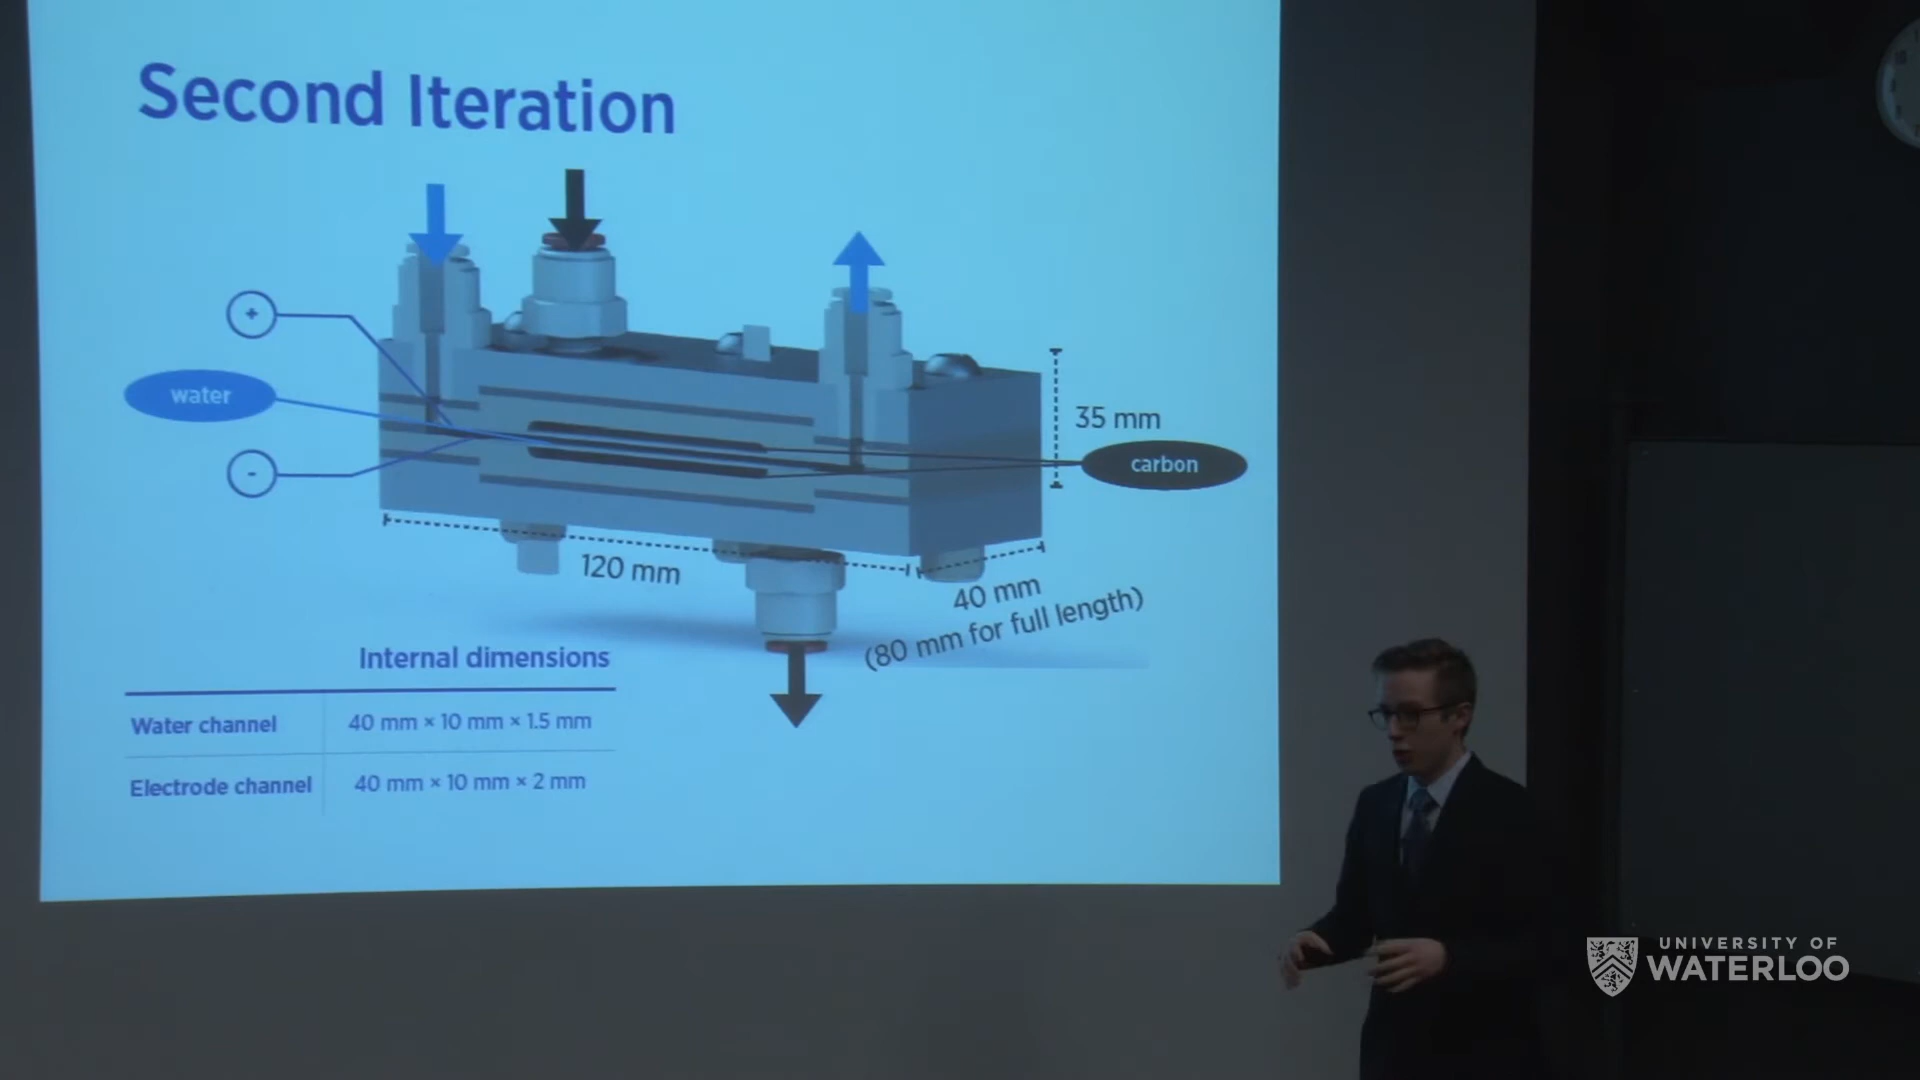 Second Iteration
+
water
-
35 mm
carbon
120 mm
40 mm
(80 mm for full length)
Internal dimensions
Water channel 40 mm × 10 mm × 1.5 mm
Electrode channel 40 mm × 10 mm × 2 mm
UNIVERSITY OF
WATERLOO